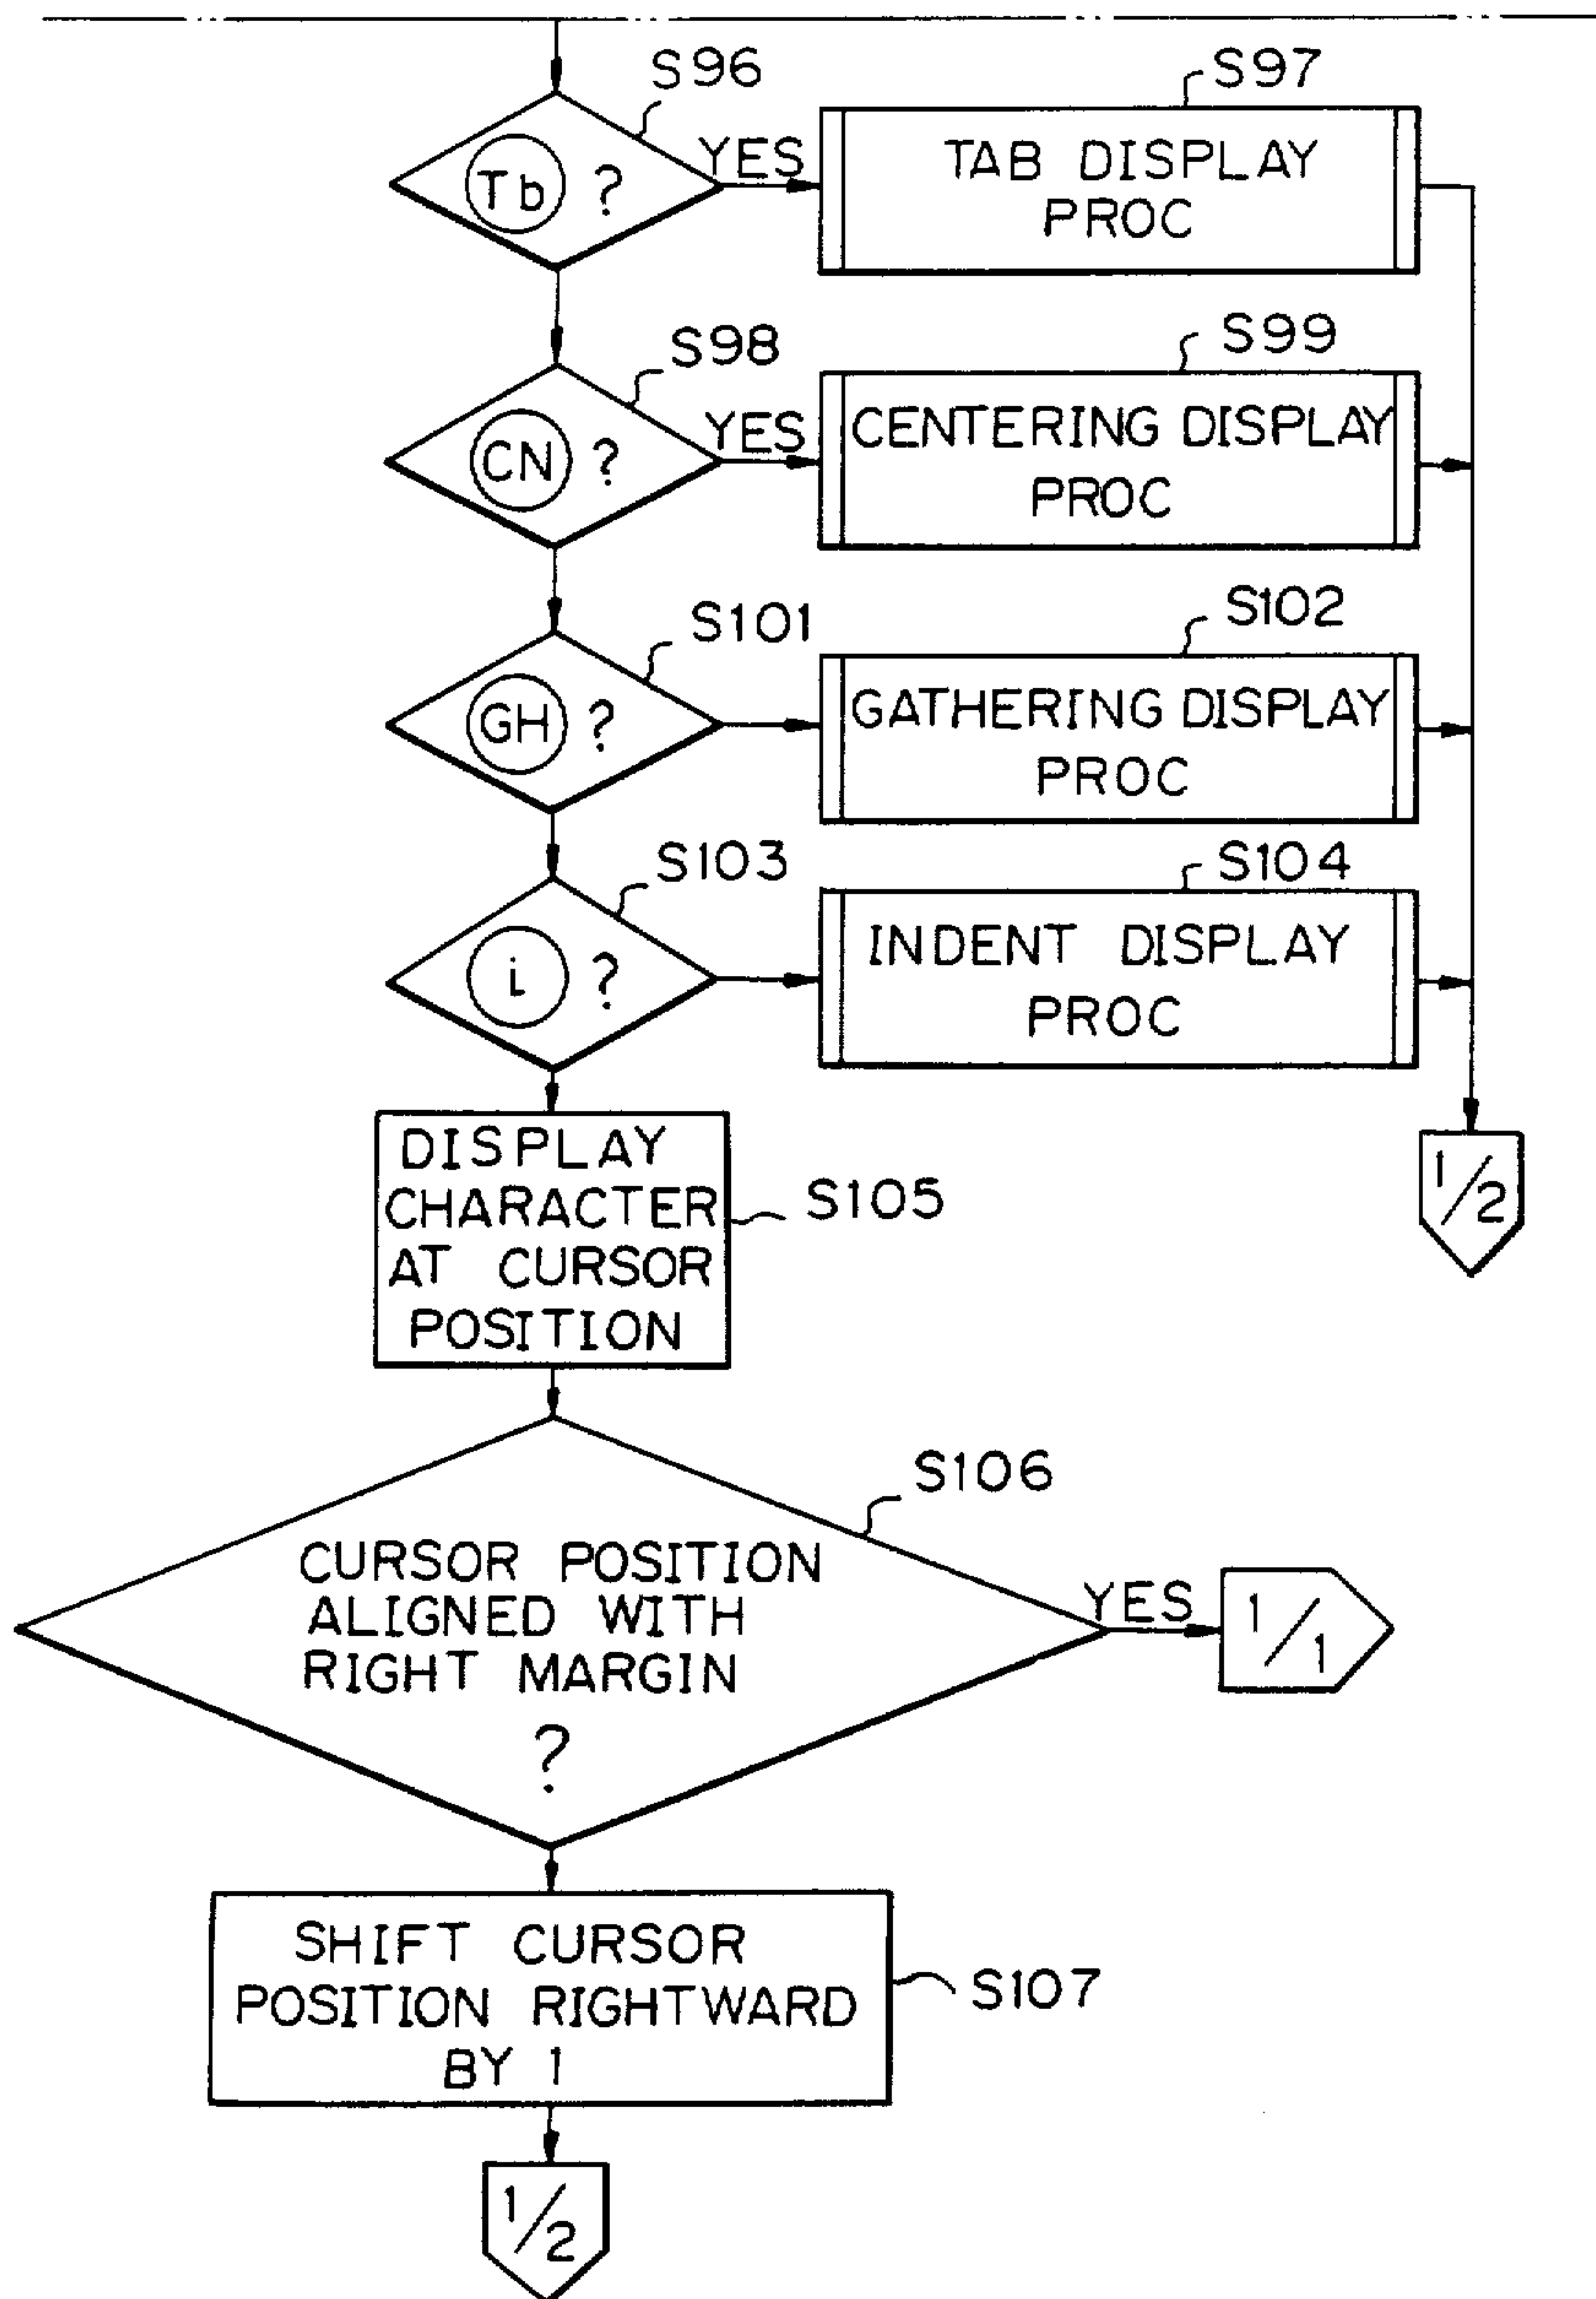 S96
S97
Tb ?
YES
TAB DISPLAY
PROC
S98
S99
CN ?
YES
CENTERING DISPLAY
PROC
S101
S102
GH ?
GATHERING DISPLAY
PROC
S103
S104
i ?
INDENT DISPLAY
PROC
1/2
DISPLAY
CHARACTER
AT CURSOR
POSITION
S105
S106
CURSOR POSITION
ALIGNED WITH
RIGHT MARGIN
?
YES
1/1
SHIFT CURSOR
POSITION RIGHTWARD
BY 1
S107
1/2